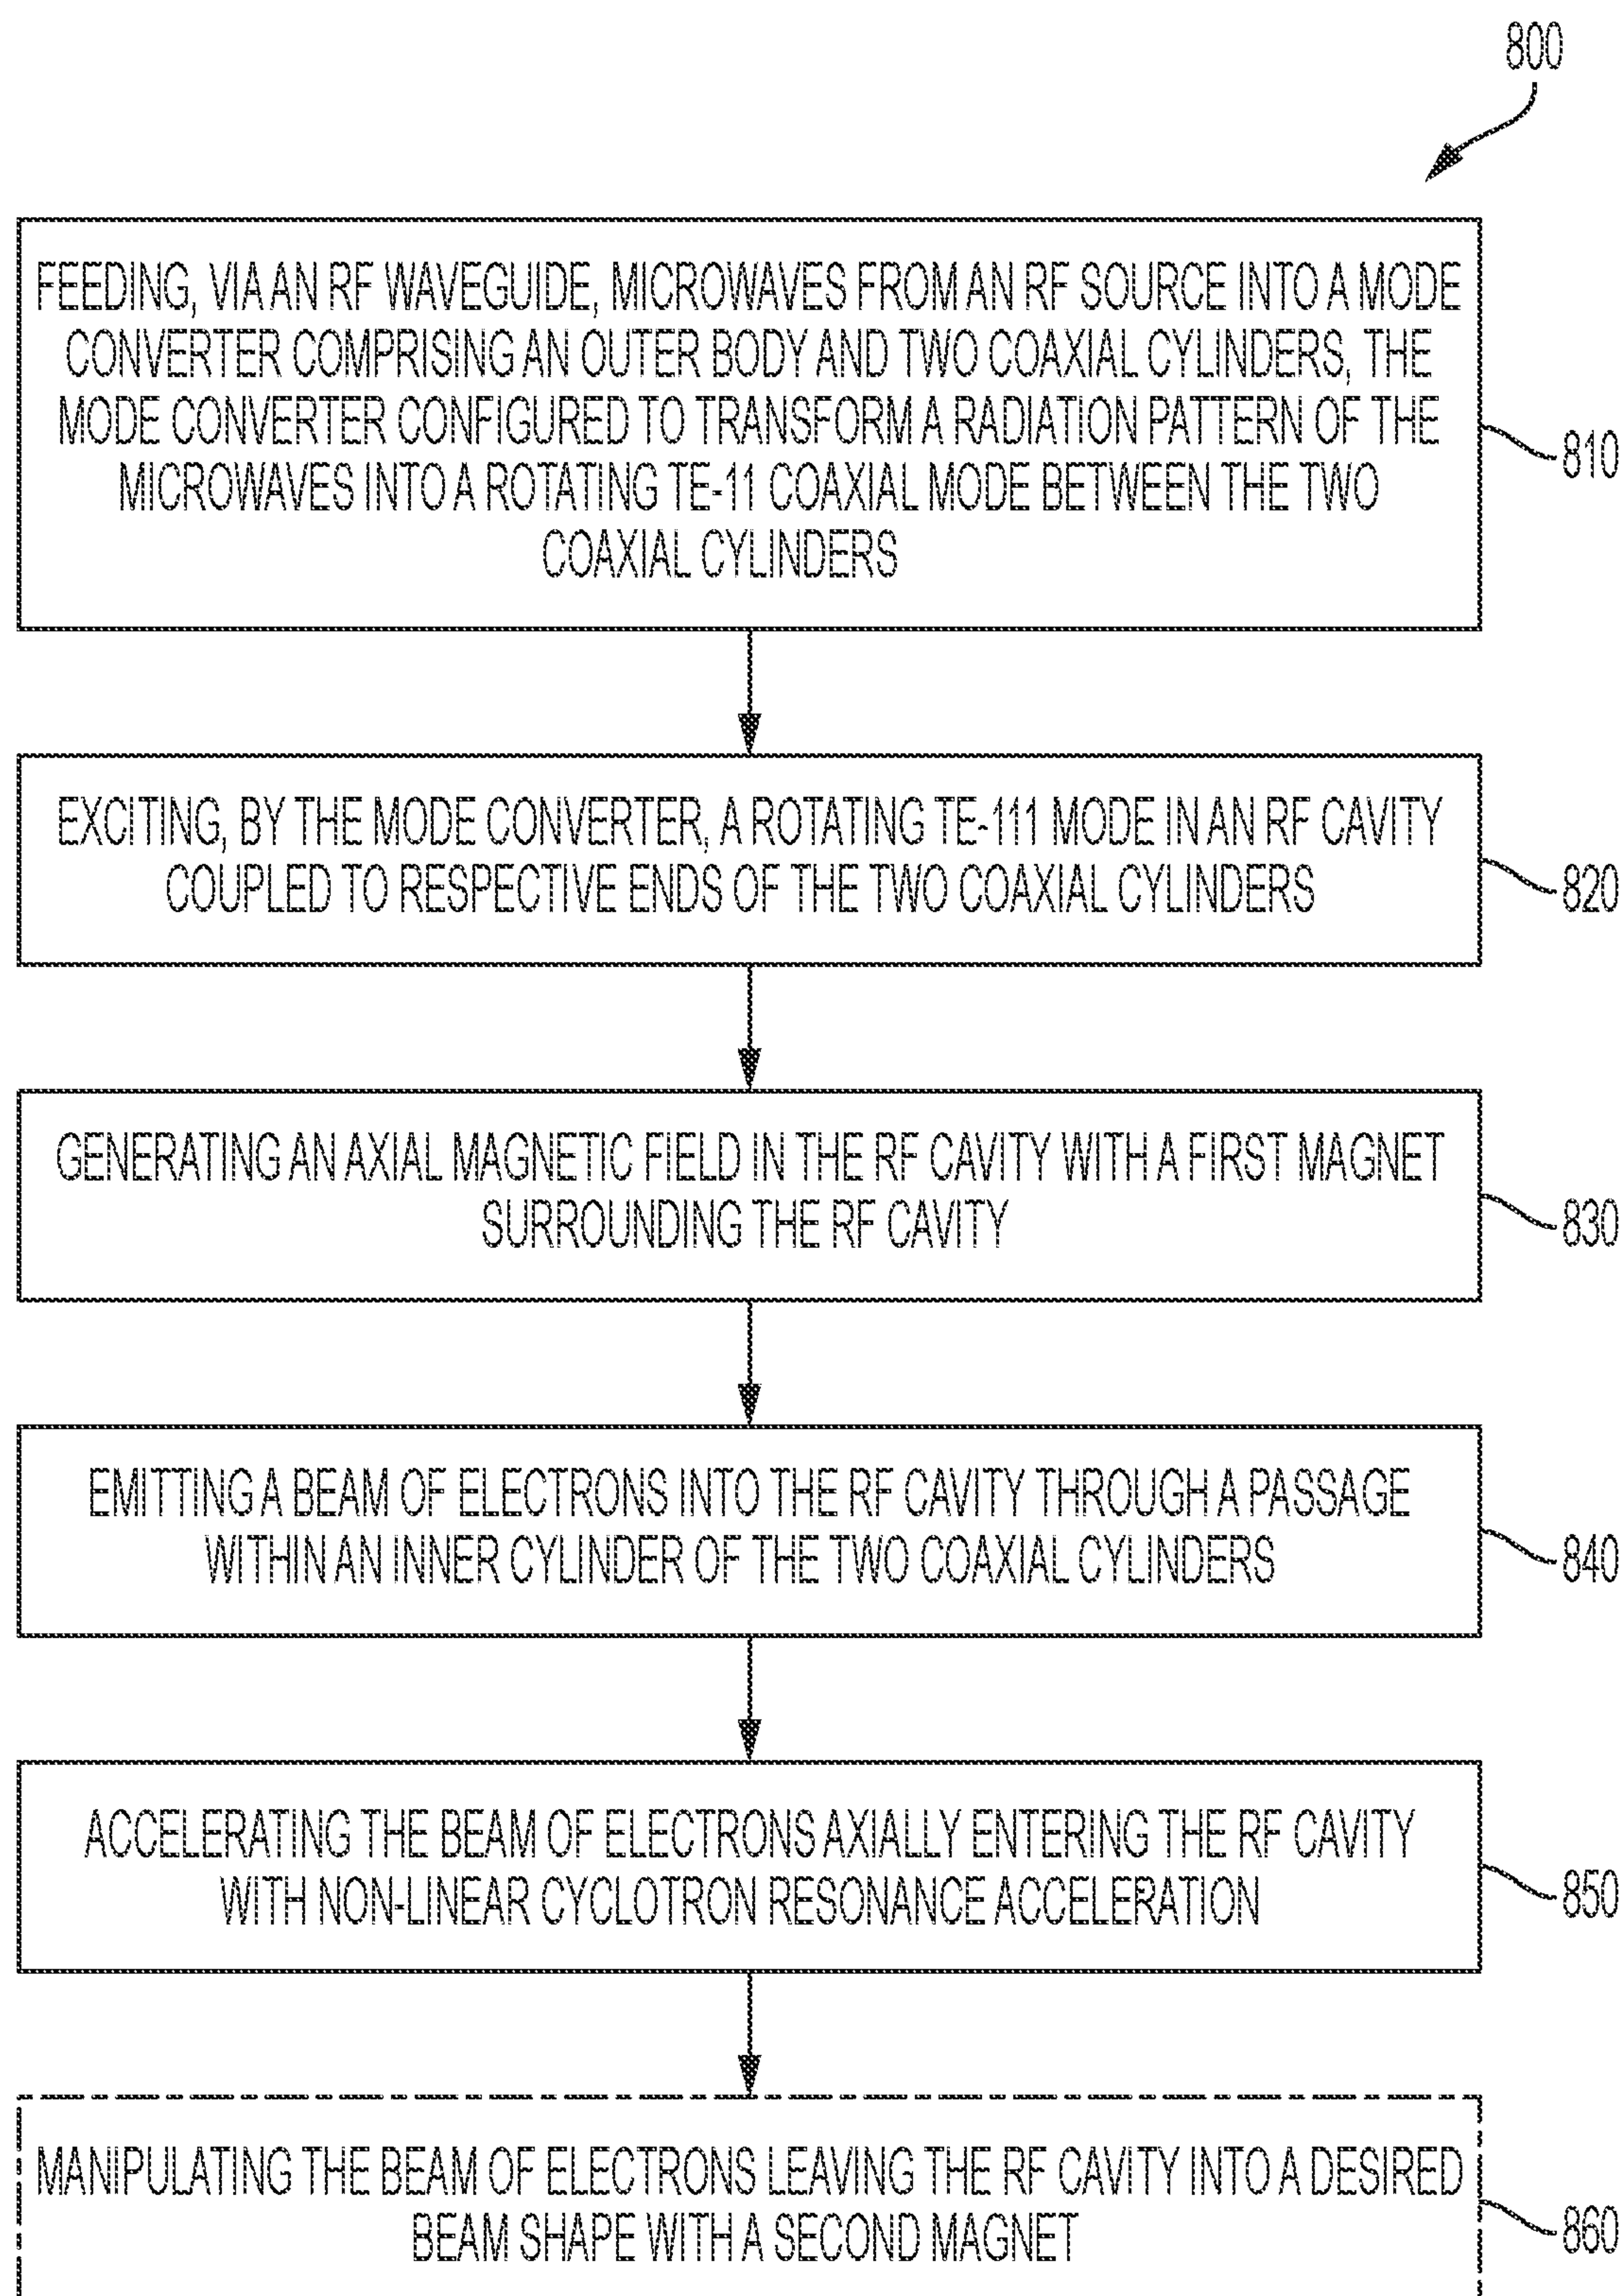 800
FEEDING, VIA AN RF WAVEGUIDE, MICROWAVES FROM AN RF SOURCE INTO A MODE
CONVERTER COMPRISING AN OUTER BODY AND TWO COAXIAL CYLINDERS, THE
MODE CONVERTER CONFIGURED TO TRANSFORM A RADIATION PATTERN OF THE
MICROWAVES INTO A ROTATING TE-11 COAXIAL MODE BETWEEN THE TWO
COAXIAL CYLINDERS
810
EXCITING, BY THE MODE CONVERTER, A ROTATING TE-111 MODE IN AN RF CAVITY
COUPLED TO RESPECTIVE ENDS OF THE TWO COAXIAL CYLINDERS
820
GENERATING AN AXIAL MAGNETIC FIELD IN THE RF CAVITY WITH A FIRST MAGNET
SURROUNDING THE RF CAVITY
830
EMITTING A BEAM OF ELECTRONS INTO THE RF CAVITY THROUGH A PASSAGE
WITHIN AN INNER CYLINDER OF THE TWO COAXIAL CYLINDERS
840
ACCELERATING THE BEAM OF ELECTRONS AXIALLY ENTERING THE RF CAVITY
WITH NON-LINEAR CYCLOTRON RESONANCE ACCELERATION
850
MANIPULATING THE BEAM OF ELECTRONS LEAVING THE RF CAVITY INTO A DESIRED
BEAM SHAPE WITH A SECOND MAGNET
860